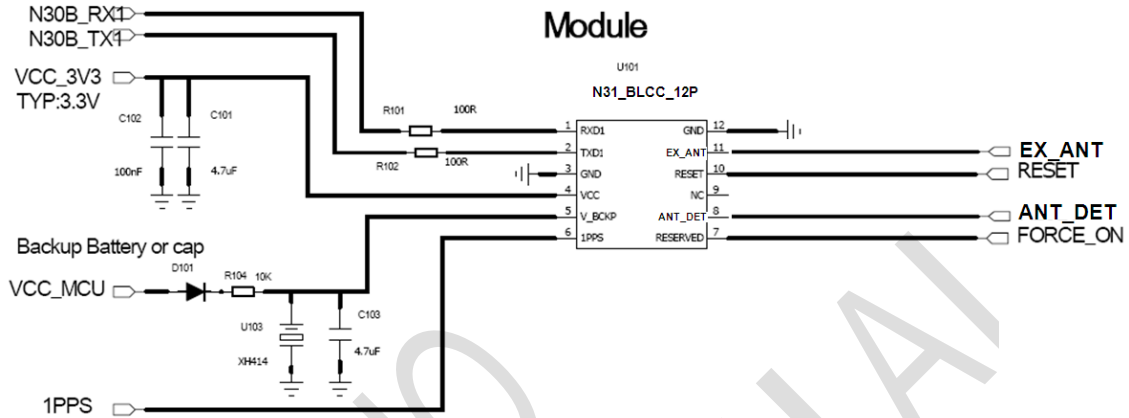 N30B_RX1
Module
N30B_TX1
U101
N31_BLCC_12P
VCC_3V3
TYP:3.3V
C102
C101
100nF
4.7uF
R101
100R
R102
100R
1 RXD1
2 TXD1
3 GND
4 VCC
5 V_BCKP
6 1PPS
GND 12
EX_ANT 11
RESET 10
NC 9
ANT_DET 8
RESERVED 7
EX_ANT
RESET
ANT_DET
FORCE_ON
Backup Battery or cap
D101
R104 10K
VCC_MCU
U103
XH414
C103
4.7uF
1PPS